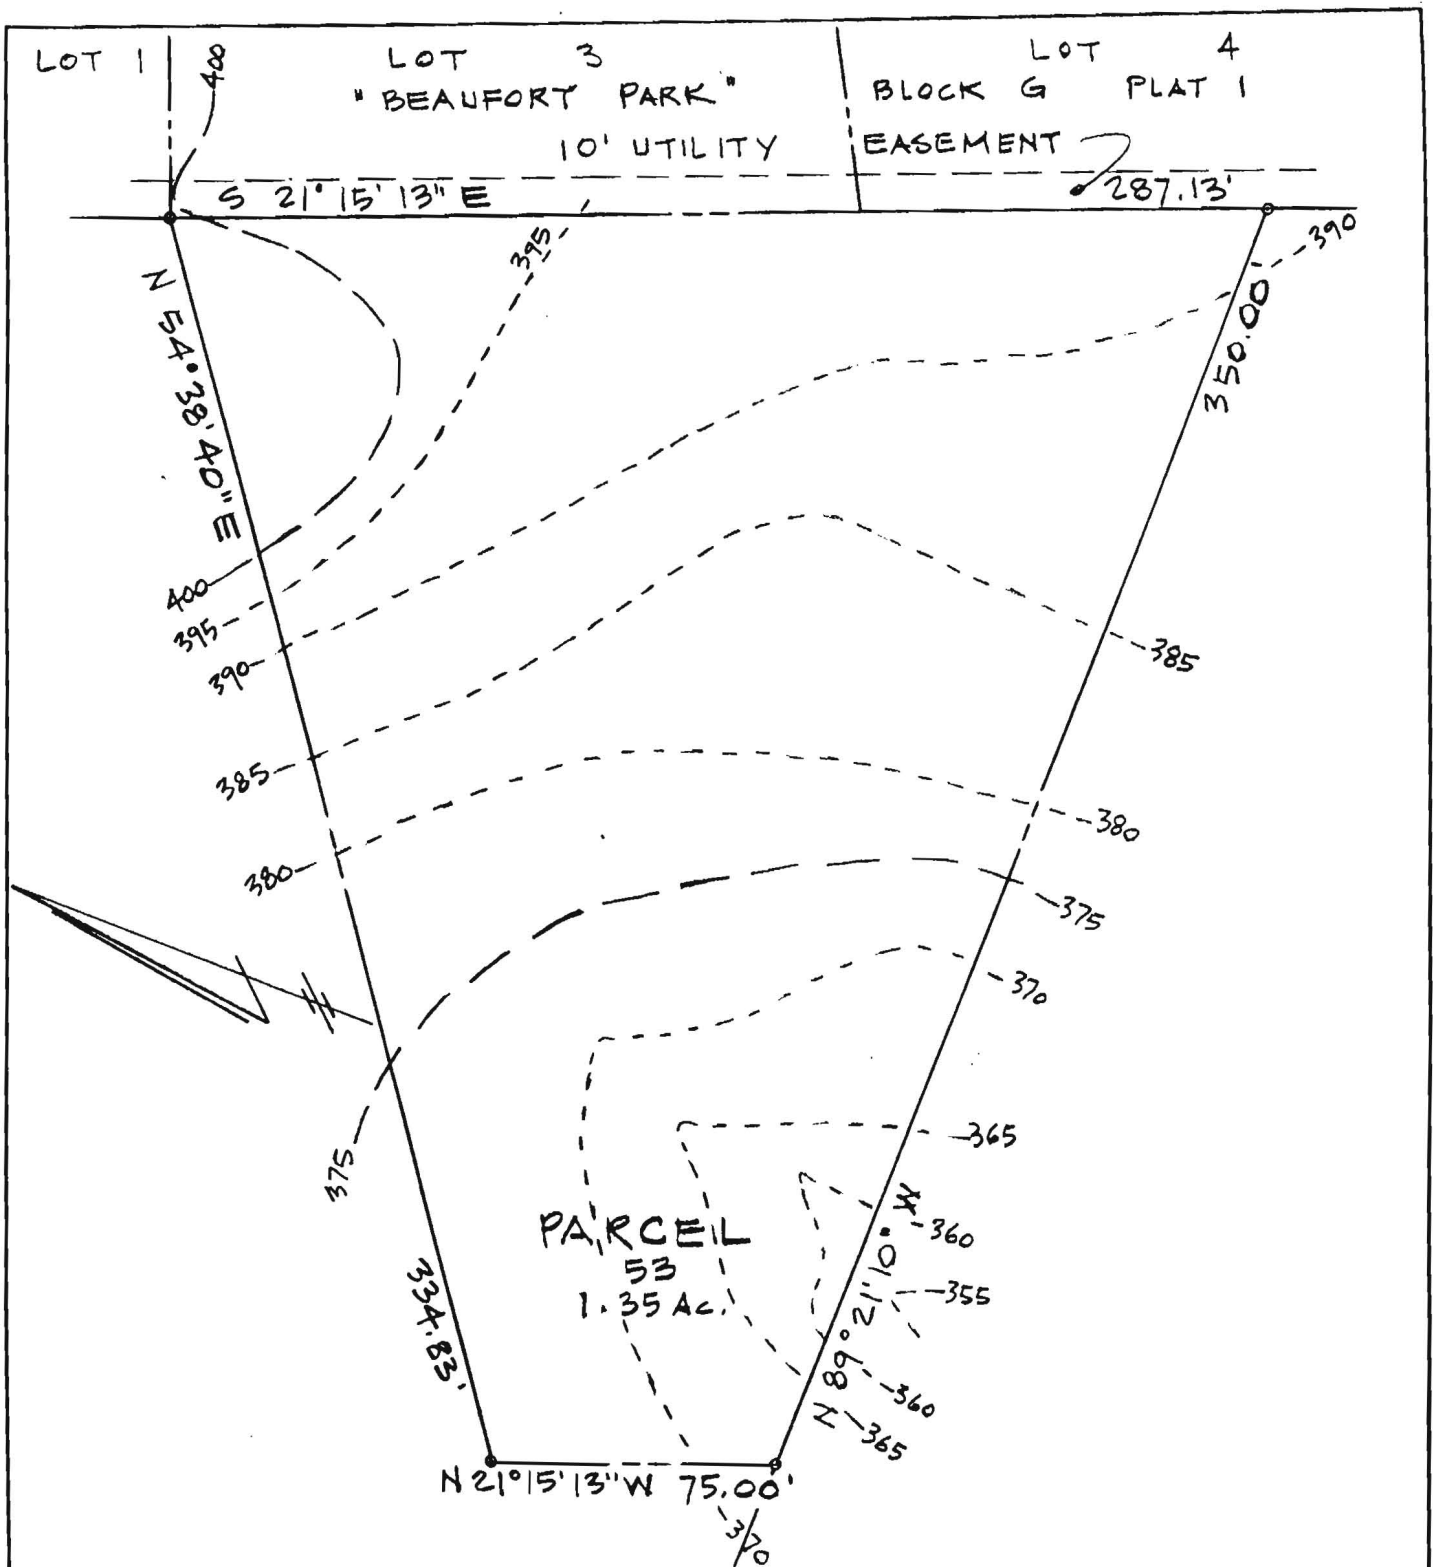 LOT 1
400
LOT 3
LOT 4
"BEAUFORT PARK"
BLOCK G PLAT 1
10' UTILITY EASEMENT
S 21° 15' 13" E
287.13'
395
390
N 54° 38' 40" E
350.00'
400
395
390
385
385
380
380
375
370
375
365
360
355
360
365
PARCEL
53
1.35 Ac.
334.83'
N 89° 21' 10" W
N 21° 15' 13" W 75.00'
370
N